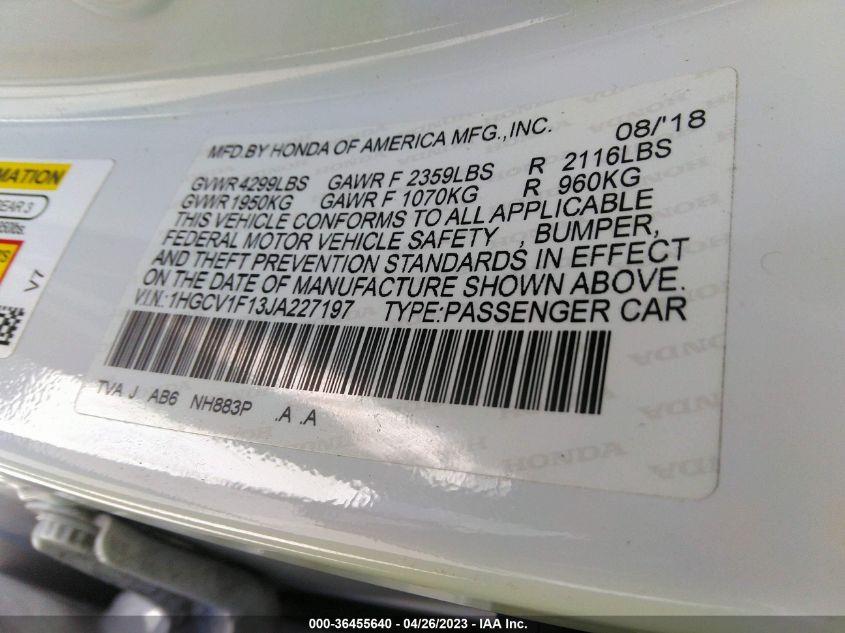 MFD.BY HONDA OF AMERICA MFG.,INC. 08/'18
GVWR 4299LBS GAWR F 2359LBS R 2116LBS
GVWR 1950KG GAWR F 1070KG R 960KG
THIS VEHICLE CONFORMS TO ALL APPLICABLE
FEDERAL MOTOR VEHICLE SAFETY , BUMPER,
AND THEFT PREVENTION STANDARDS IN EFFECT
ON THE DATE OF MANUFACTURE SHOWN ABOVE.
V.I.N.:1HGCV1F13JA227197 TYPE:PASSENGER CAR
TVA J AB6 NH883P .A .A
HONDA
HONDA
V7
000-36455640 - 04/26/2023 - IAA Inc.